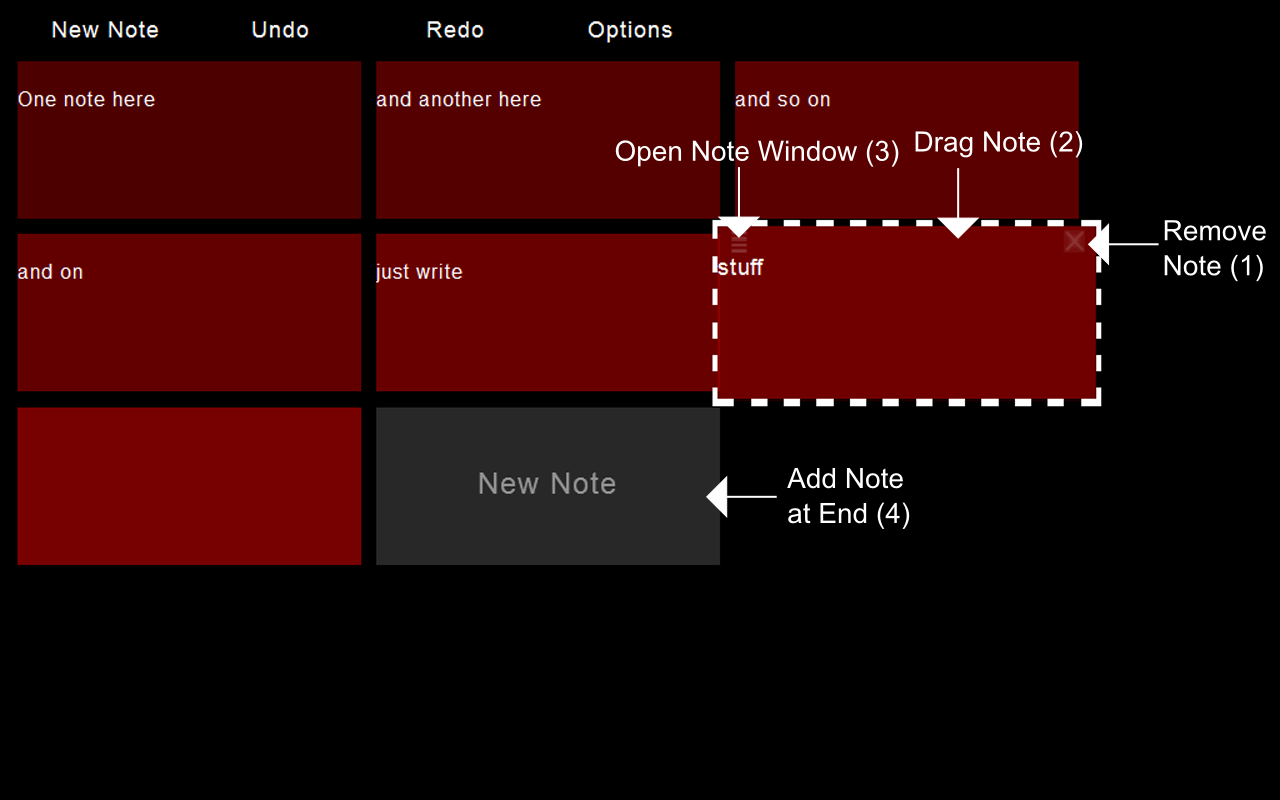 New Note Undo Redo Options
One note here
and another here
and so on
Open Note Window (3)
Drag Note (2)
Remove
Note (1)
and on
just write
stuff
New Note
Add Note
at End (4)